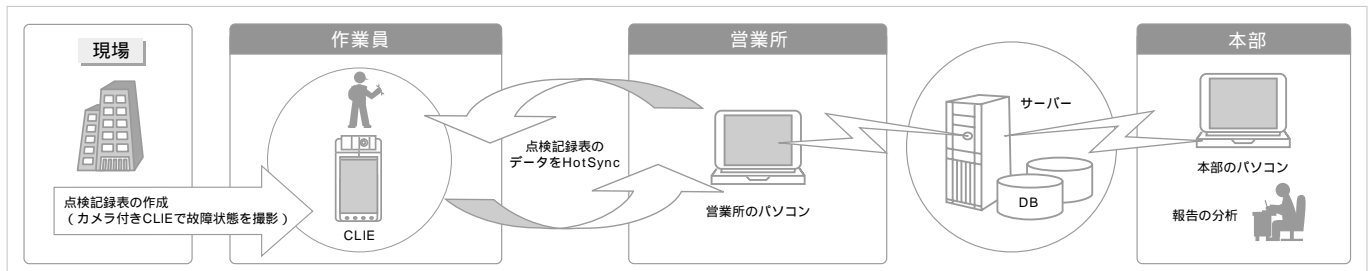 現場
点検記録表の作成
(カメラ付きCLIEで故障状態を撮影)
作業員
CLIE
点検記録表の
データをHotSync
営業所
営業所のパソコン
サーバー
DB
本部
本部のパソコン
報告の分析